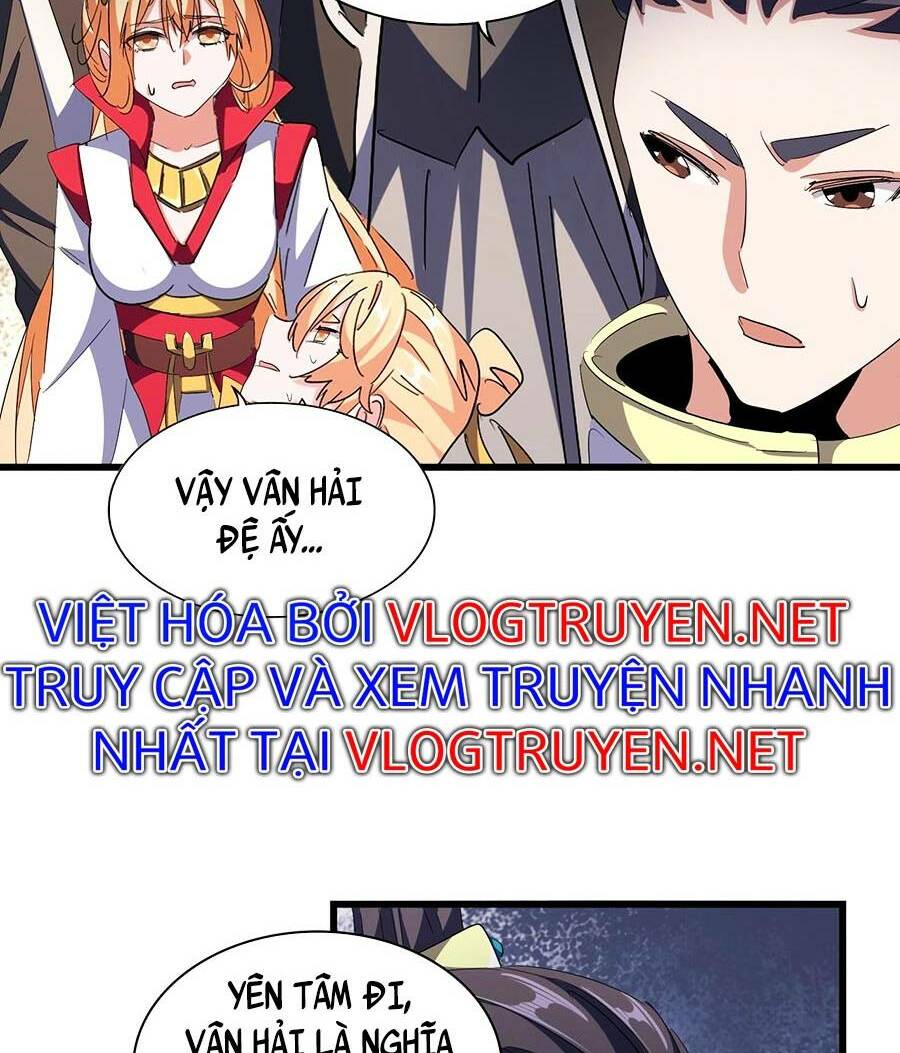 VẬY VÂN HẢI
ĐỆ ẤY...
VIỆT HÓA BỞI VLOGTRUYEN.NET
TRUY CẬP VÀ XEM TRUYỆN NHANH
NHẤT TẠI VLOGTRUYEN.NET
YÊN TÂM ĐI,
VÂN HẢI LÀ NGHĨA